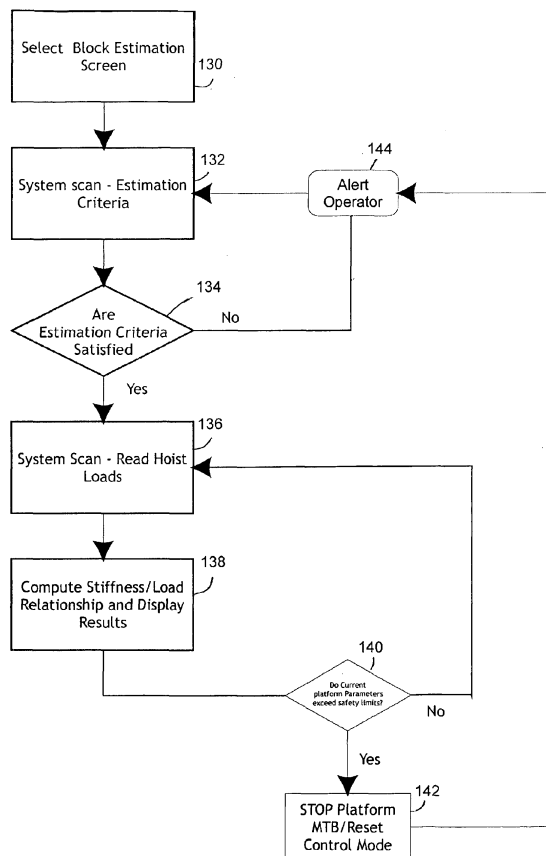 Select Block Estimation
Screen
130
132
System scan - Estimation
Criteria
144
Alert
Operator
134
Are
Estimation Criteria
Satisfied
No
Yes
136
System Scan - Read Hoist
Loads
138
Compute Stiffness/Load
Relationship and Display
Results
140
Do Current
platform Parameters
exceed safety limits?
No
Yes
142
STOP Platform
MTB/Reset
Control Mode